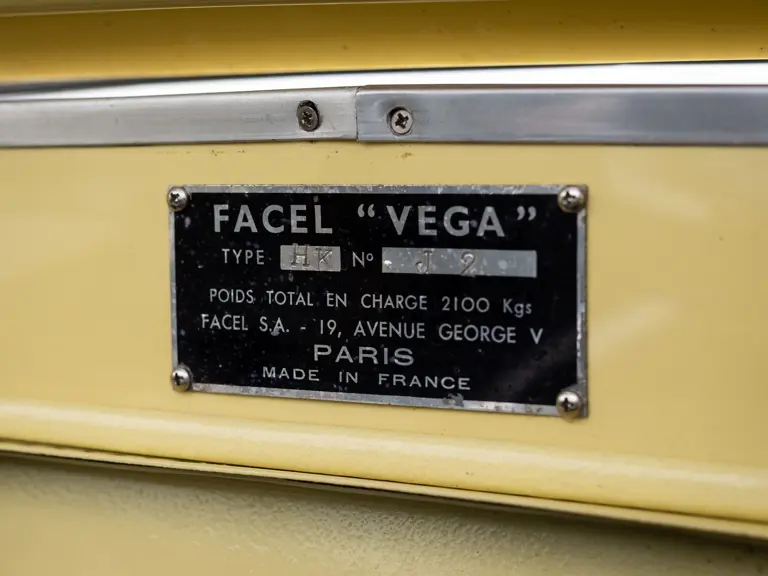 FACEL "VEGA"
TYPE HK Nº J 2
POIDS TOTAL EN CHARGE 2100 Kgs
FACEL S.A. - 19, AVENUE GEORGE V
PARIS
MADE IN FRANCE